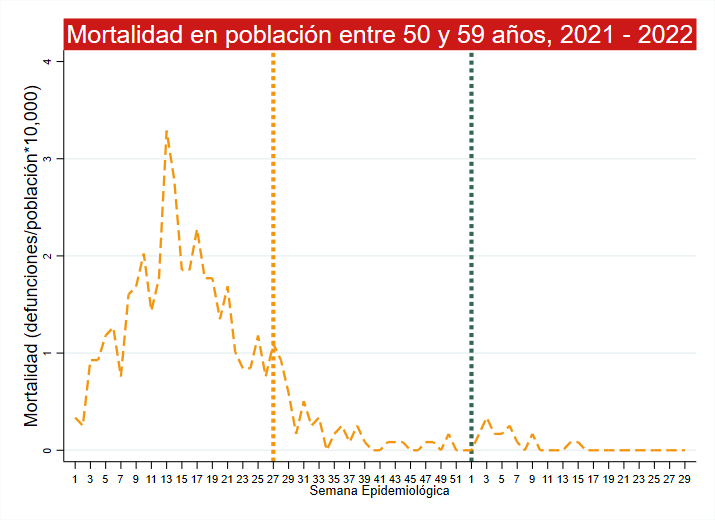 Mortalidad en población entre 50 y 59 años, 2021 - 2022
Mortalidad (defunciones/población*10,000)
4
3
2
1
0
1 3 5 7 9 11 13 15 17 19 21 23 25 27 29 31 33 35 37 39 41 43 45 47 49 51 1 3 5 7 9 11 13 15 17 19 21 23 25 27 29
Semana Epidemiológica